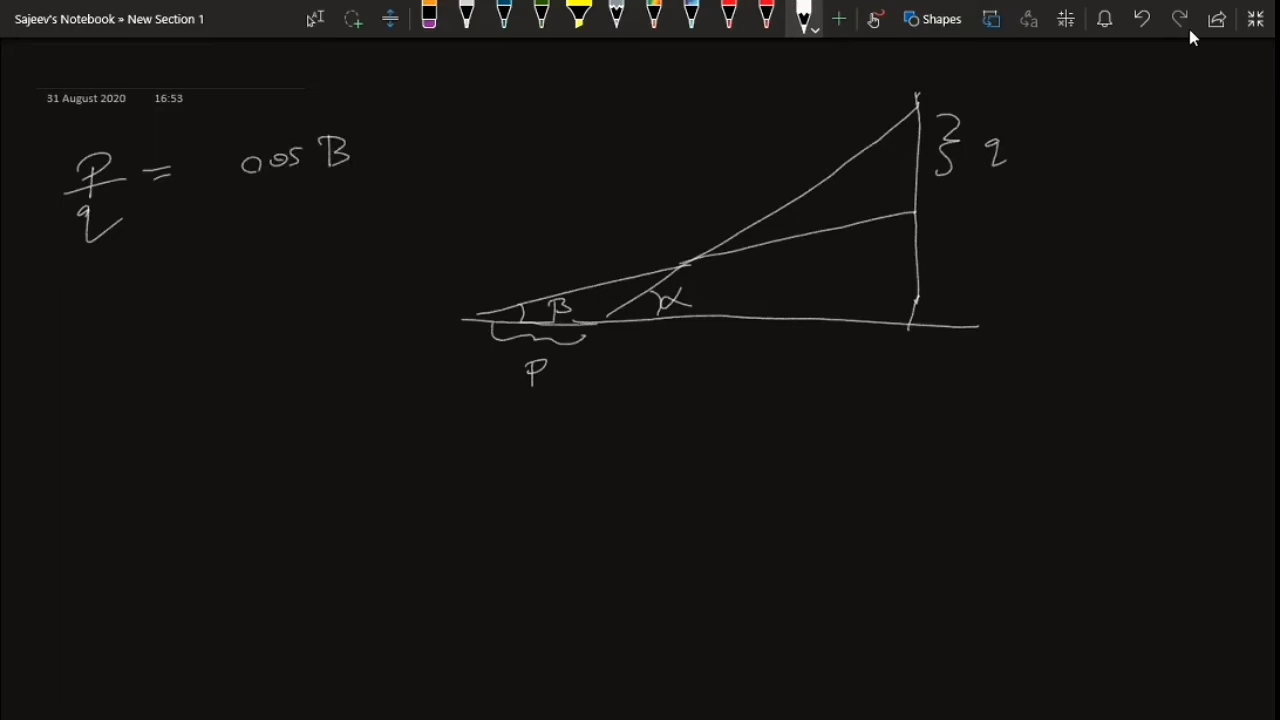 Sajeev's Notebook » New Section 1
Shapes
31 August 2020 16:53
p/q = cos B
q
β
α
p